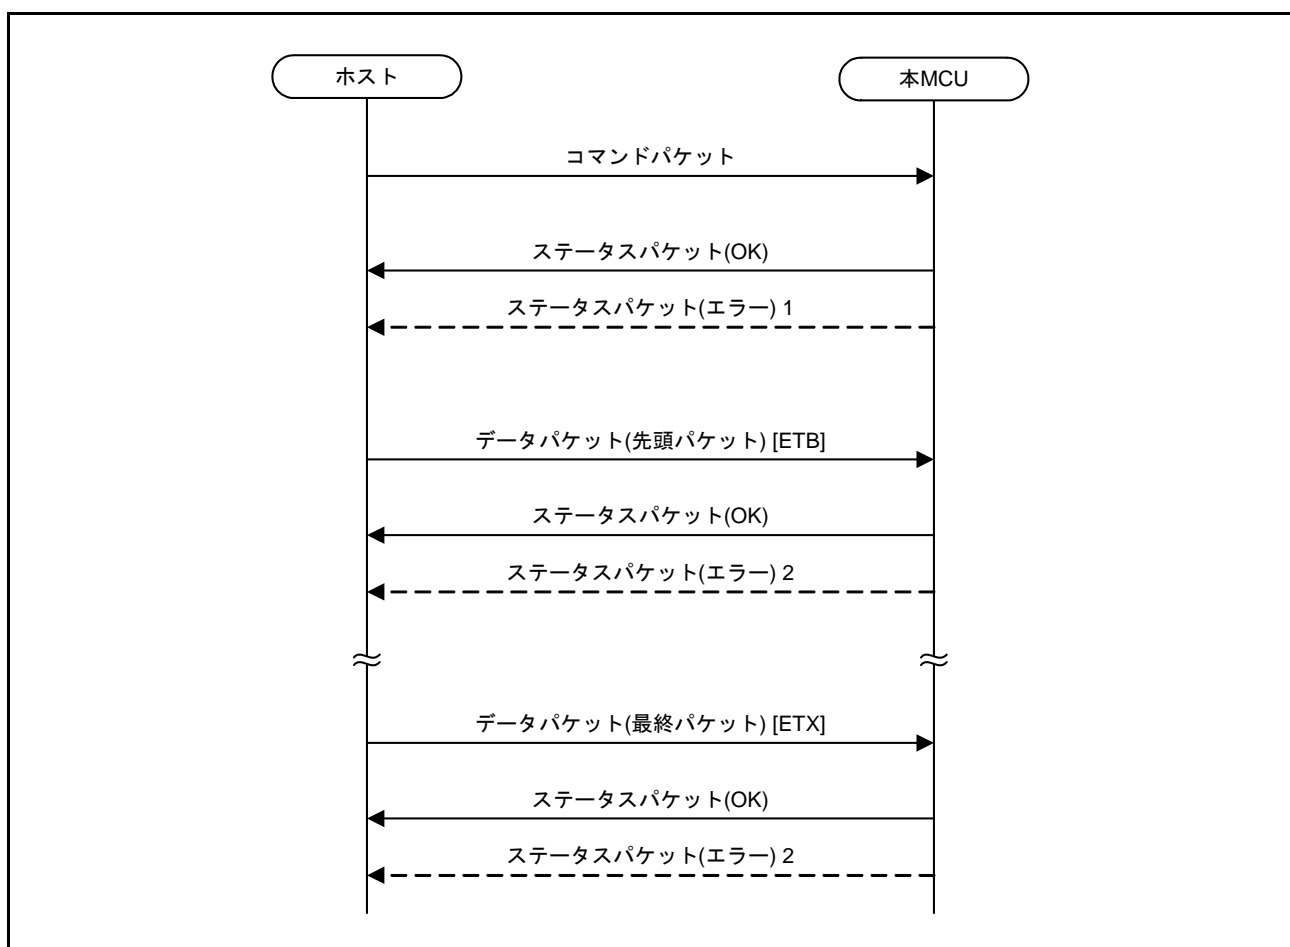 ホスト
本MCU
コマンドパケット
ステータスパケット(OK)
ステータスパケット(エラー) 1
データパケット(先頭パケット) [ETB]
ステータスパケット(OK)
ステータスパケット(エラー) 2
データパケット(最終パケット) [ETX]
ステータスパケット(OK)
ステータスパケット(エラー) 2